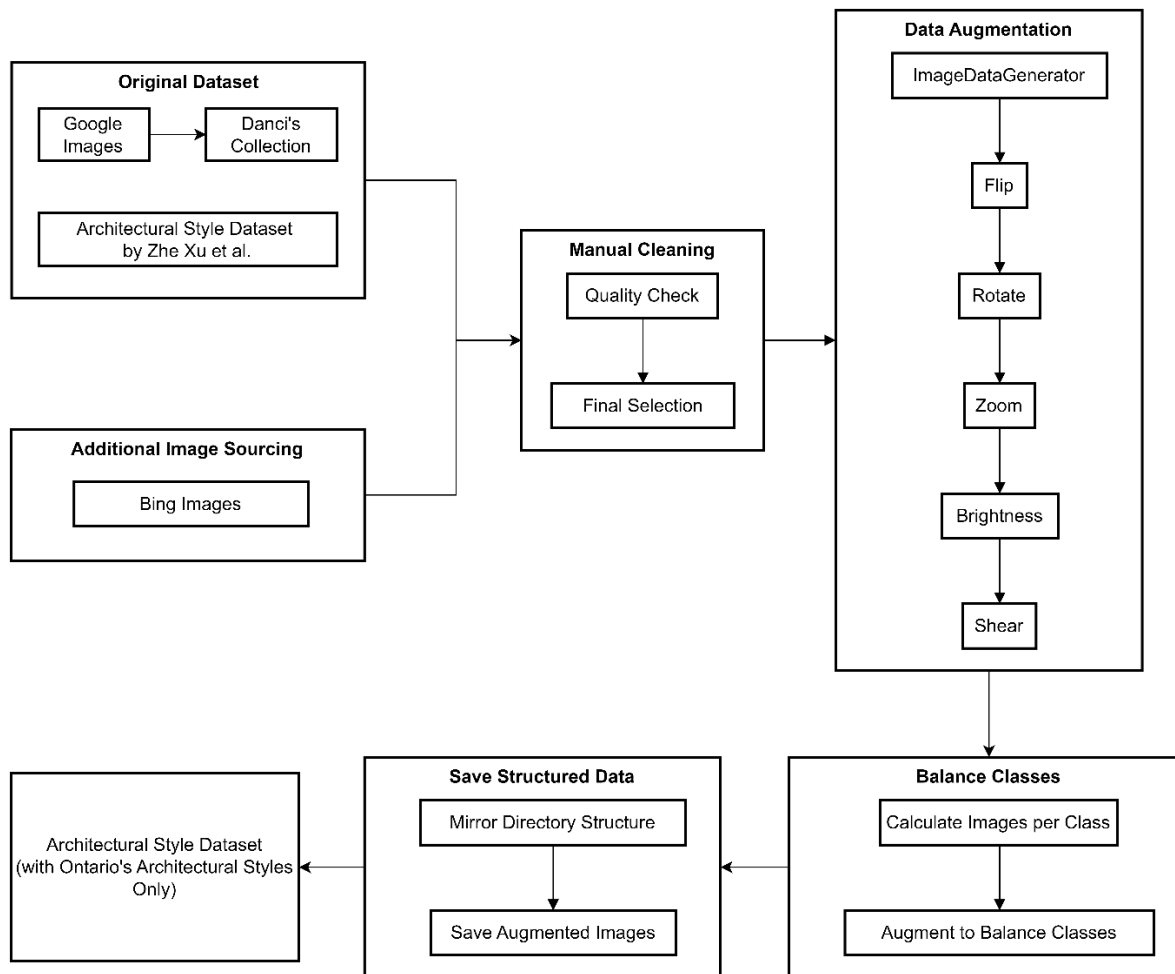 Original Dataset
Google
Images
Danci's
Collection
Architectural Style Dataset
by Zhe Xu et al.
Additional Image Sourcing
Bing Images
Manual Cleaning
Quality Check
Final Selection
Data Augmentation
ImageDataGenerator
Flip
Rotate
Zoom
Brightness
Shear
Balance Classes
Calculate Images per Class
Augment to Balance Classes
Save Structured Data
Mirror Directory Structure
Save Augmented Images
Architectural Style Dataset
(with Ontario's Architectural Styles
Only)